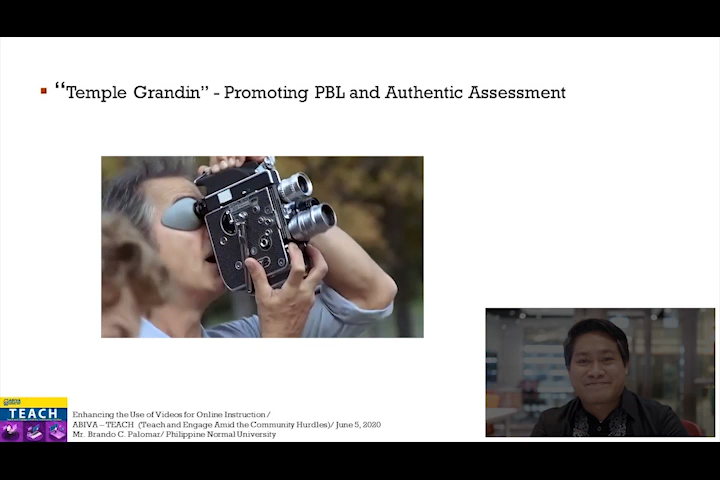 “Temple Grandin” - Promoting PBL and Authentic Assessment
TEACH
Enhancing the Use of Videos for Online Instruction/
ABIVA – TEACH (Teach and Engage Amid the Community Hurdles)/ June 5, 2020
Mr. Brando C. Palomar/ Philippine Normal University